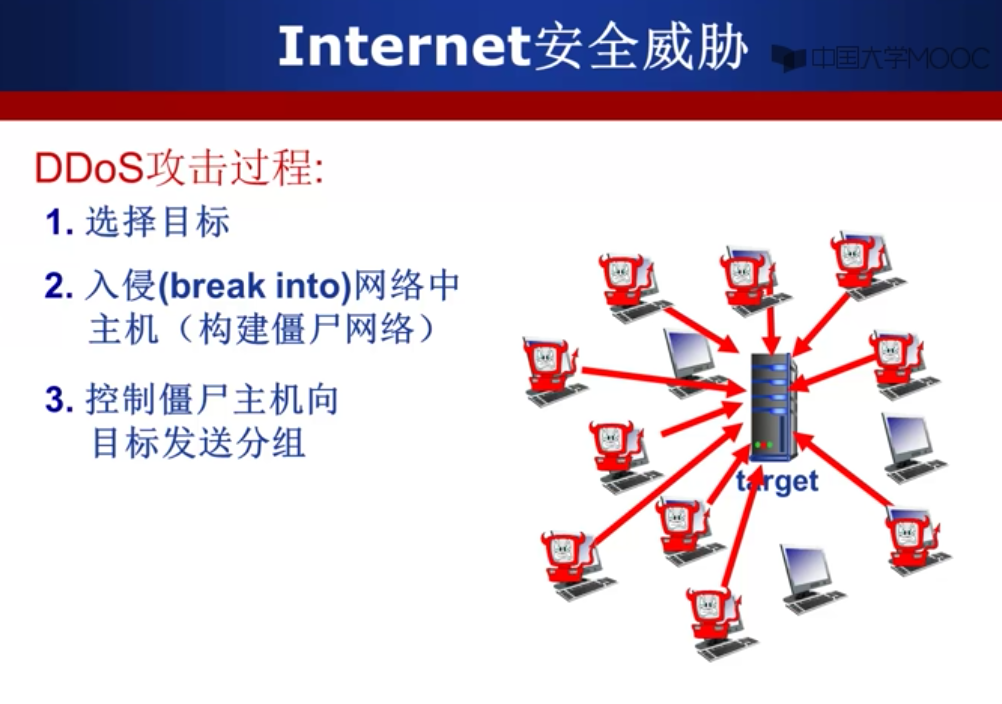 Internet安全威胁
中国大学MOOC
DDoS攻击过程:
1. 选择目标
2. 入侵(break into)网络中
主机（构建僵尸网络）
3. 控制僵尸主机向
目标发送分组
target